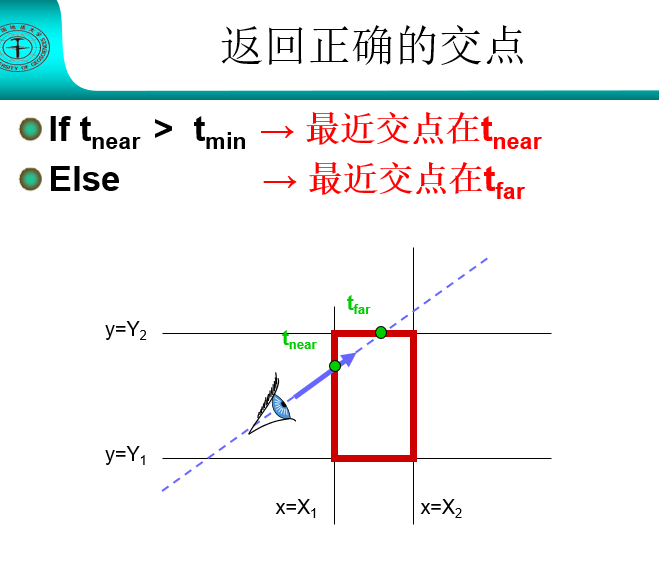 返回正确的交点
If tnear > tmin → 最近交点在tnear
Else → 最近交点在tfar
tfar
y=Y2
tnear
y=Y1
x=X1 x=X2